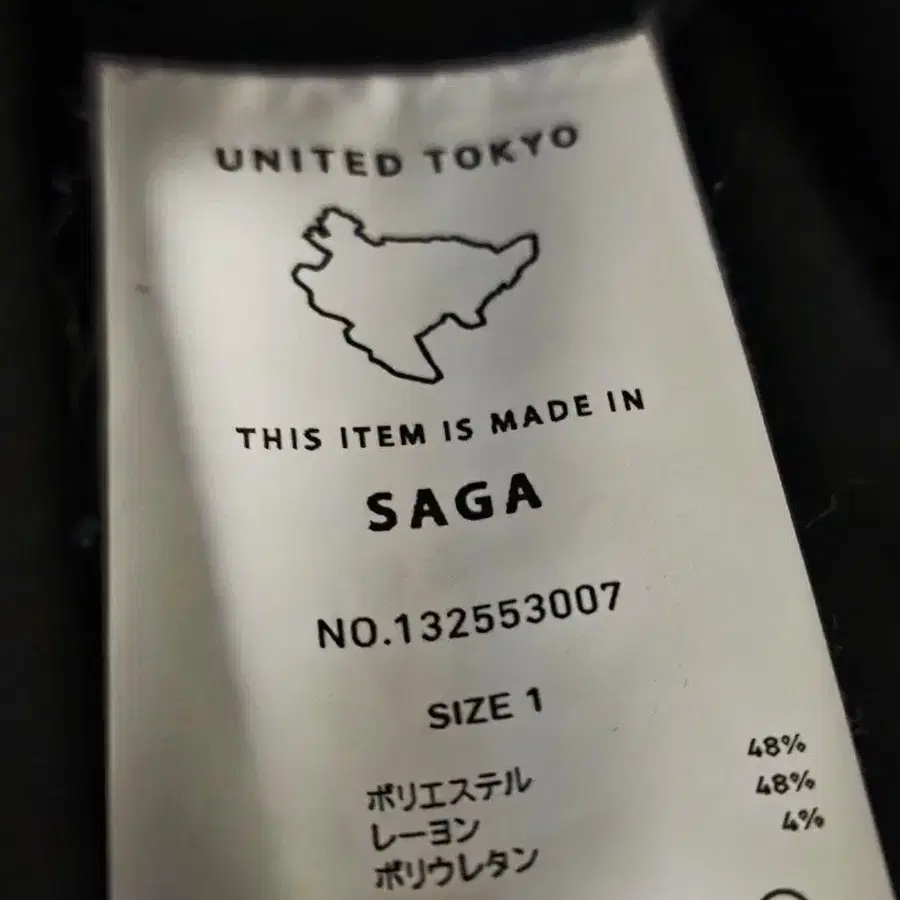 UNITED TOKYO
THIS ITEM IS MADE IN
SAGA
NO.132553007
SIZE 1
ポリエステル 48%
レーヨン 48%
ポリウレタン 4%